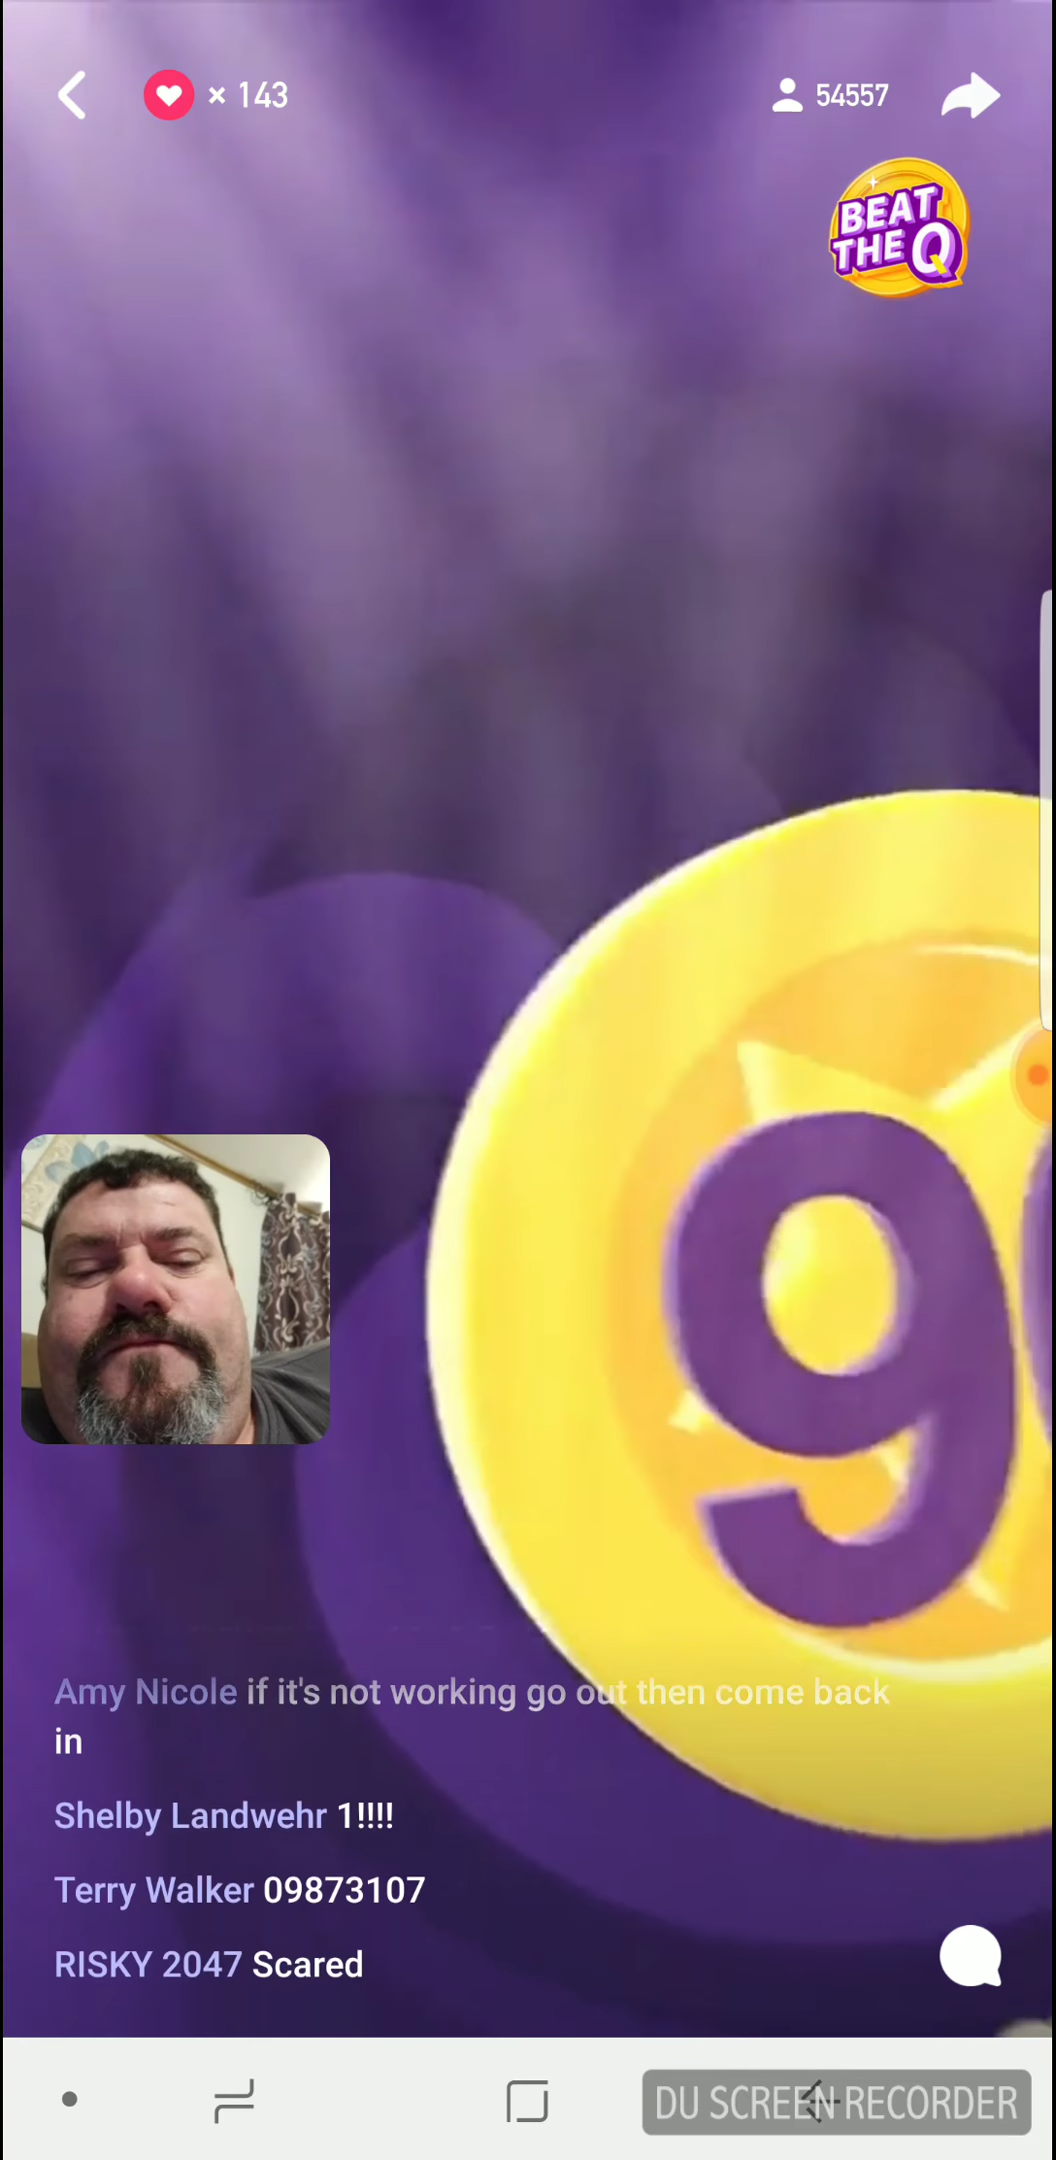 × 143
54557
BEAT
THE Q
9
Amy Nicole if it's not working go out then come back
in
Shelby Landwehr 1!!!!
Terry Walker 09873107
RISKY 2047 Scared
DU SCREEN RECORDER